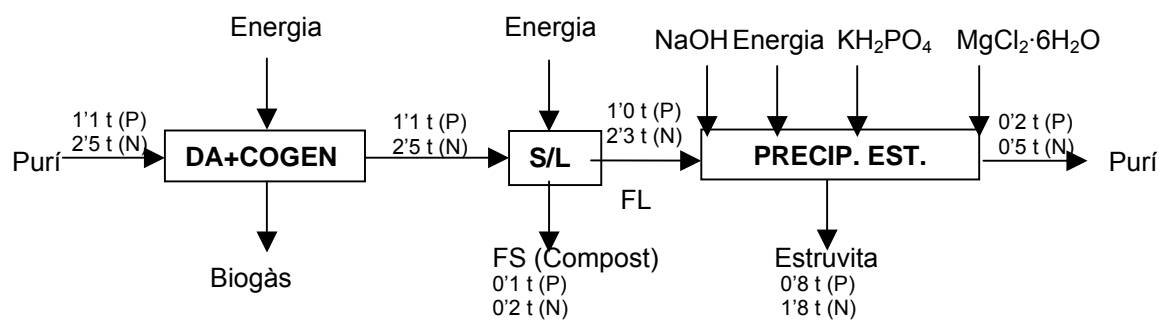 Energia
Energia
NaOH Energia KH₂PO₄ MgCl₂·6H₂O
1'1 t (P)
2'5 t (N)
Purí
DA+COGEN
1'1 t (P)
2'5 t (N)
S/L
1'0 t (P)
2'3 t (N)
FL
PRECIP. EST.
0'2 t (P)
0'5 t (N)
Purí
Biogàs
FS (Compost)
0'1 t (P)
0'2 t (N)
Estruvita
0'8 t (P)
1'8 t (N)